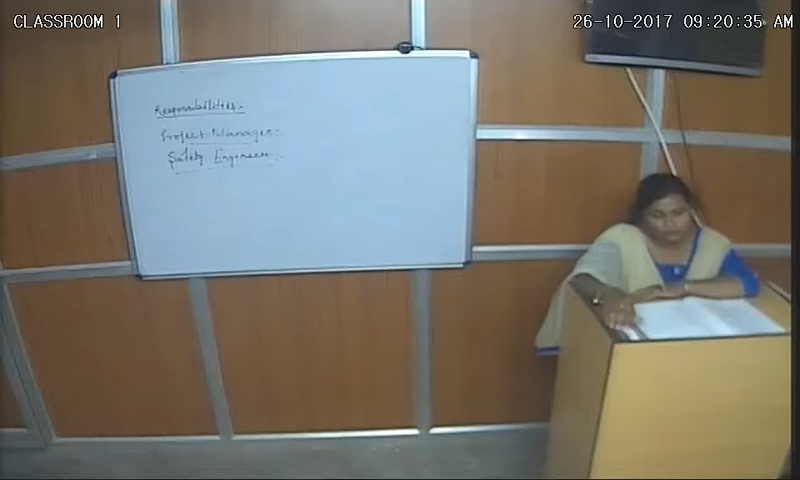 CLASSROOM 1
26-10-2017 09:20:35 AM
Responsibilities:-
Project Manager:-
Safety Engineer:-